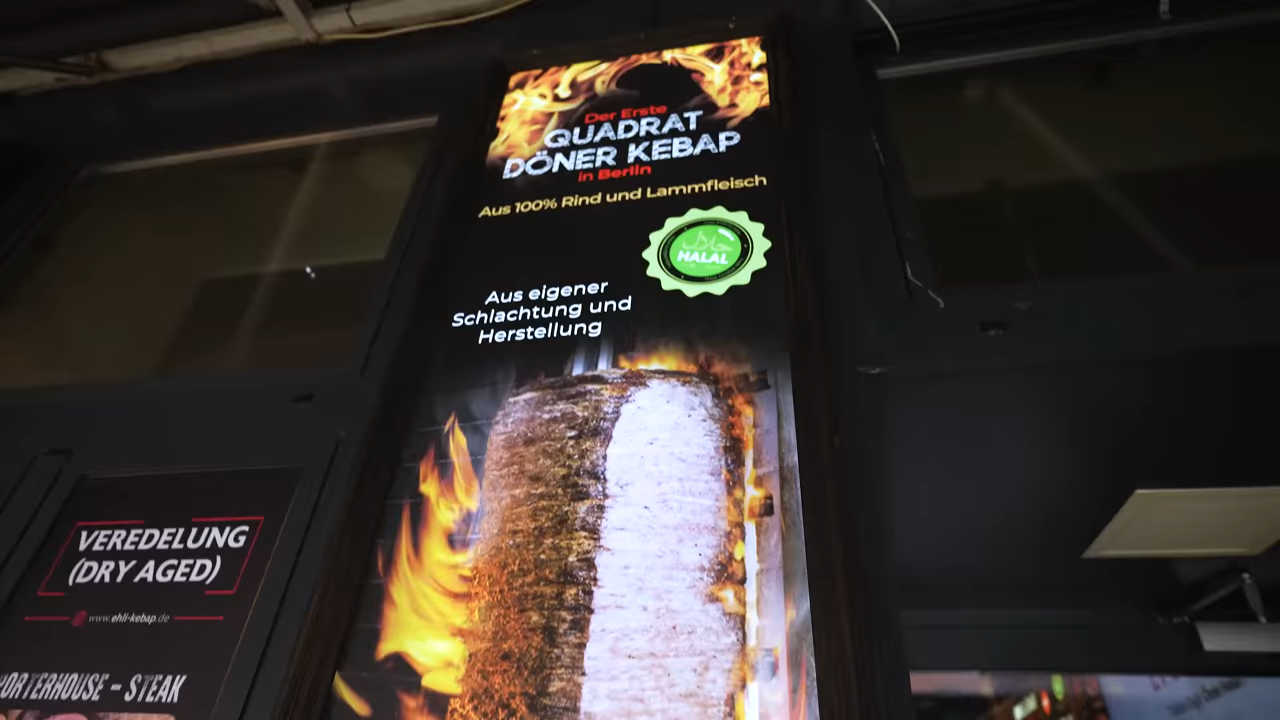 Der Erste
QUADRAT
DÖNER KEBAP
in Berlin
Aus 100% Rind und Lammfleisch
HALAL
Aus eigener
Schlachtung und
Herstellung
VEREDELUNG
(DRY AGED)
www.ehli-kebap.de
PORTERHOUSE - STEAK